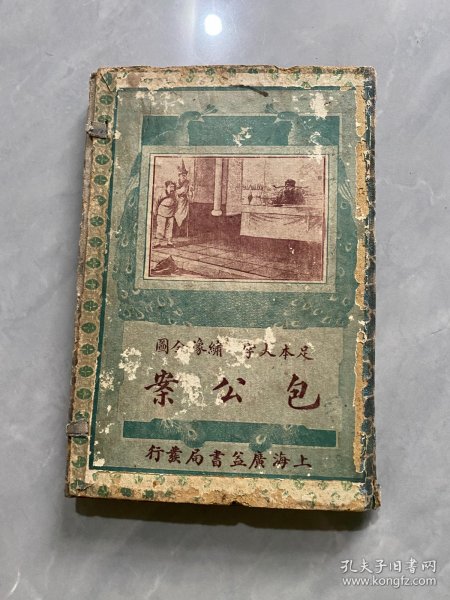 足本大字 繡像全圖
包公案
上海廣益書局發行
孔夫子旧书网
www.kongfz.com